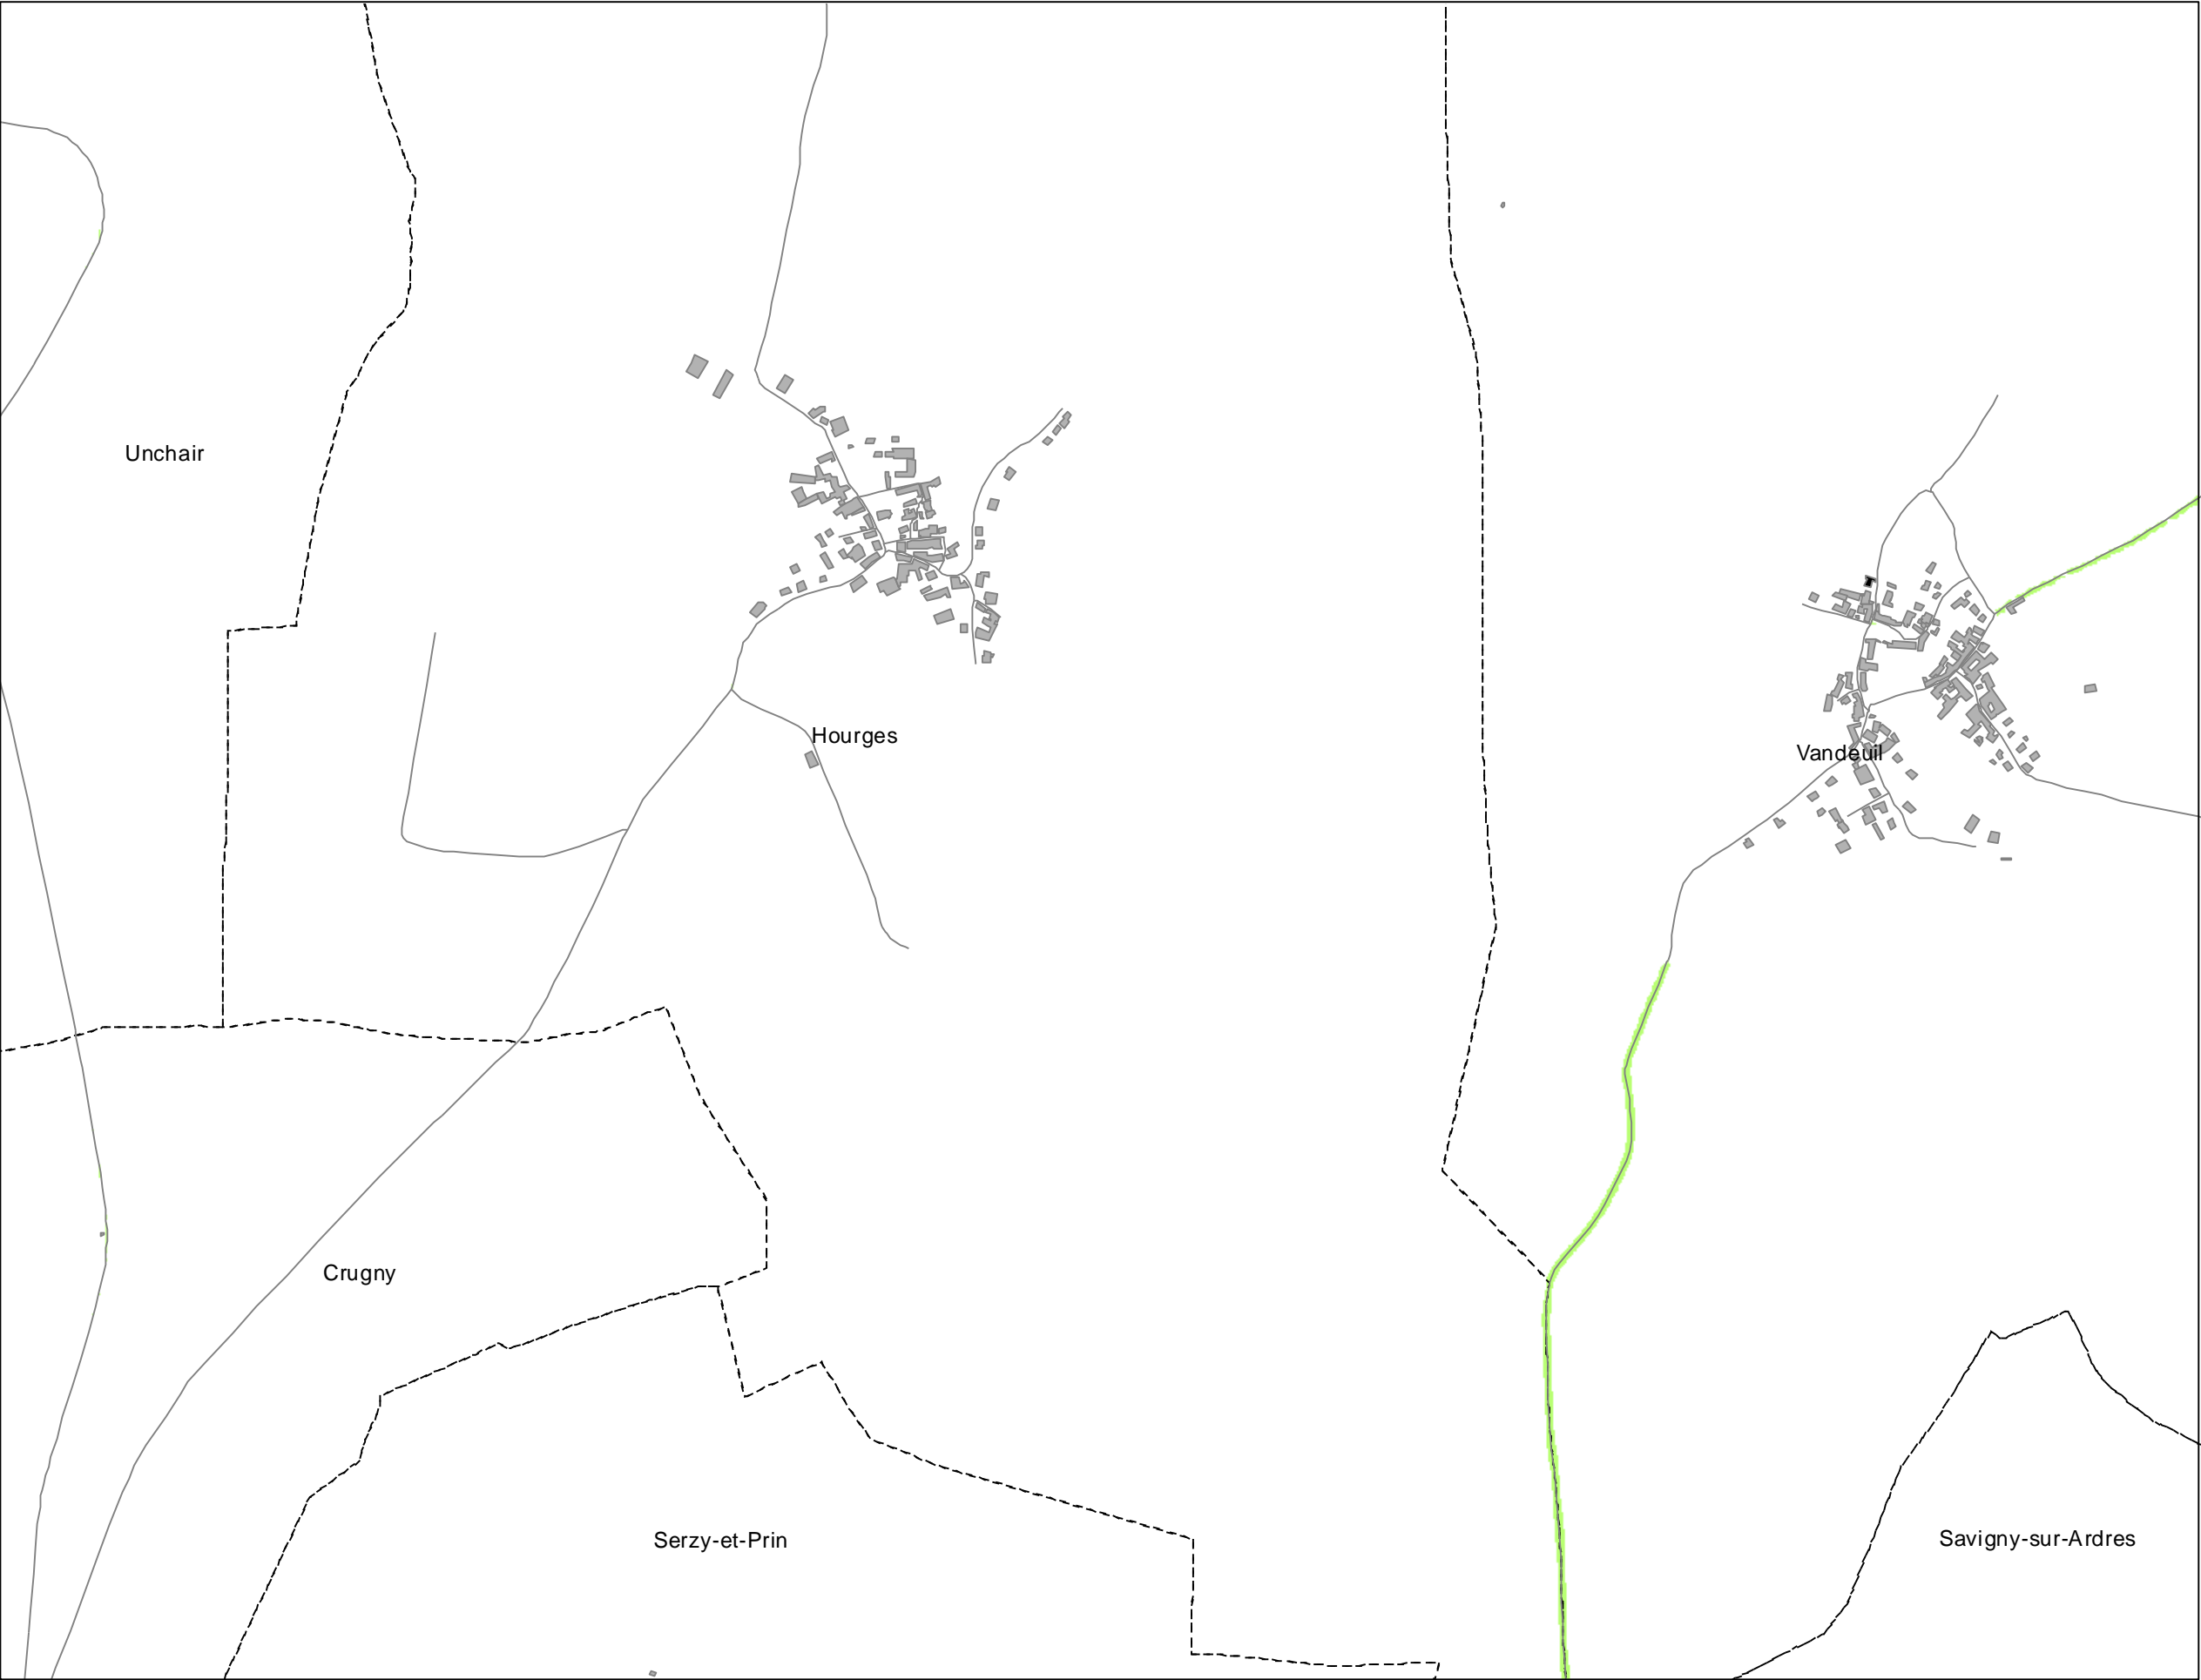 Unchair
Hourges
Vandeuil
Crugny
Serzy-et-Prin
Savigny-sur-Ardres